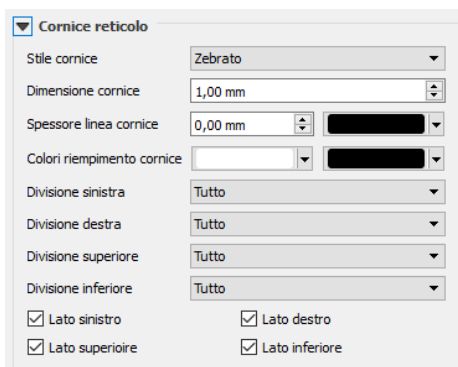 Cornice reticolo
Stile cornice Zebrato
Dimensione cornice 1,00 mm
Spessore linea cornice 0,00 mm
Colori riempimento cornice
Divisione sinistra Tutto
Divisione destra Tutto
Divisione superiore Tutto
Divisione inferiore Tutto
Lato sinistro Lato destro
Lato superioire Lato inferiore